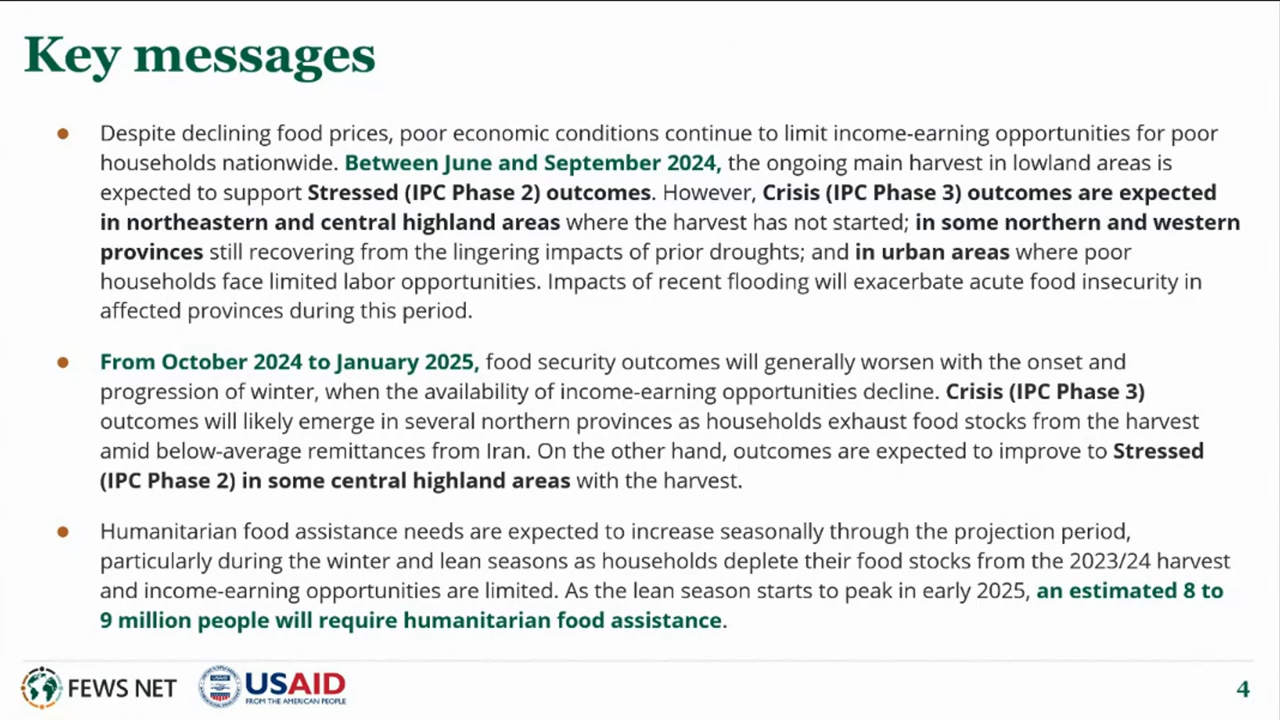 Key messages
Despite declining food prices, poor economic conditions continue to limit income-earning opportunities for poor
households nationwide. Between June and September 2024, the ongoing main harvest in lowland areas is
expected to support Stressed (IPC Phase 2) outcomes. However, Crisis (IPC Phase 3) outcomes are expected
in northeastern and central highland areas where the harvest has not started; in some northern and western
provinces still recovering from the lingering impacts of prior droughts; and in urban areas where poor
households face limited labor opportunities. Impacts of recent flooding will exacerbate acute food insecurity in
affected provinces during this period.
From October 2024 to January 2025, food security outcomes will generally worsen with the onset and
progression of winter, when the availability of income-earning opportunities decline. Crisis (IPC Phase 3)
outcomes will likely emerge in several northern provinces as households exhaust food stocks from the harvest
amid below-average remittances from Iran. On the other hand, outcomes are expected to improve to Stressed
(IPC Phase 2) in some central highland areas with the harvest.
Humanitarian food assistance needs are expected to increase seasonally through the projection period,
particularly during the winter and lean seasons as households deplete their food stocks from the 2023/24 harvest
and income-earning opportunities are limited. As the lean season starts to peak in early 2025, an estimated 8 to
9 million people will require humanitarian food assistance.
FEWS NET
USAID
FROM THE AMERICAN PEOPLE
4